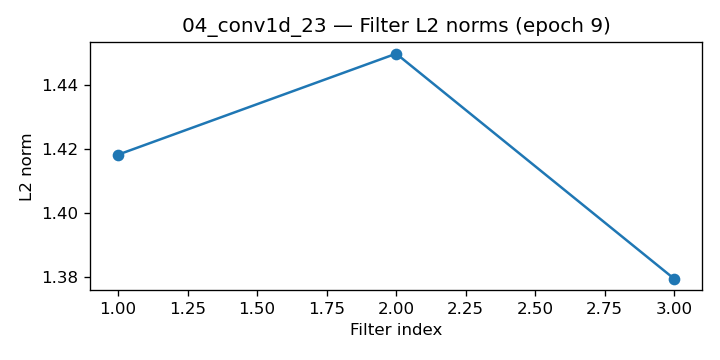 04_conv1d_23 — Filter L2 norms (epoch 9)
L2 norm
1.44
1.42
1.40
1.38
1.00 1.25 1.50 1.75 2.00 2.25 2.50 2.75 3.00
Filter index